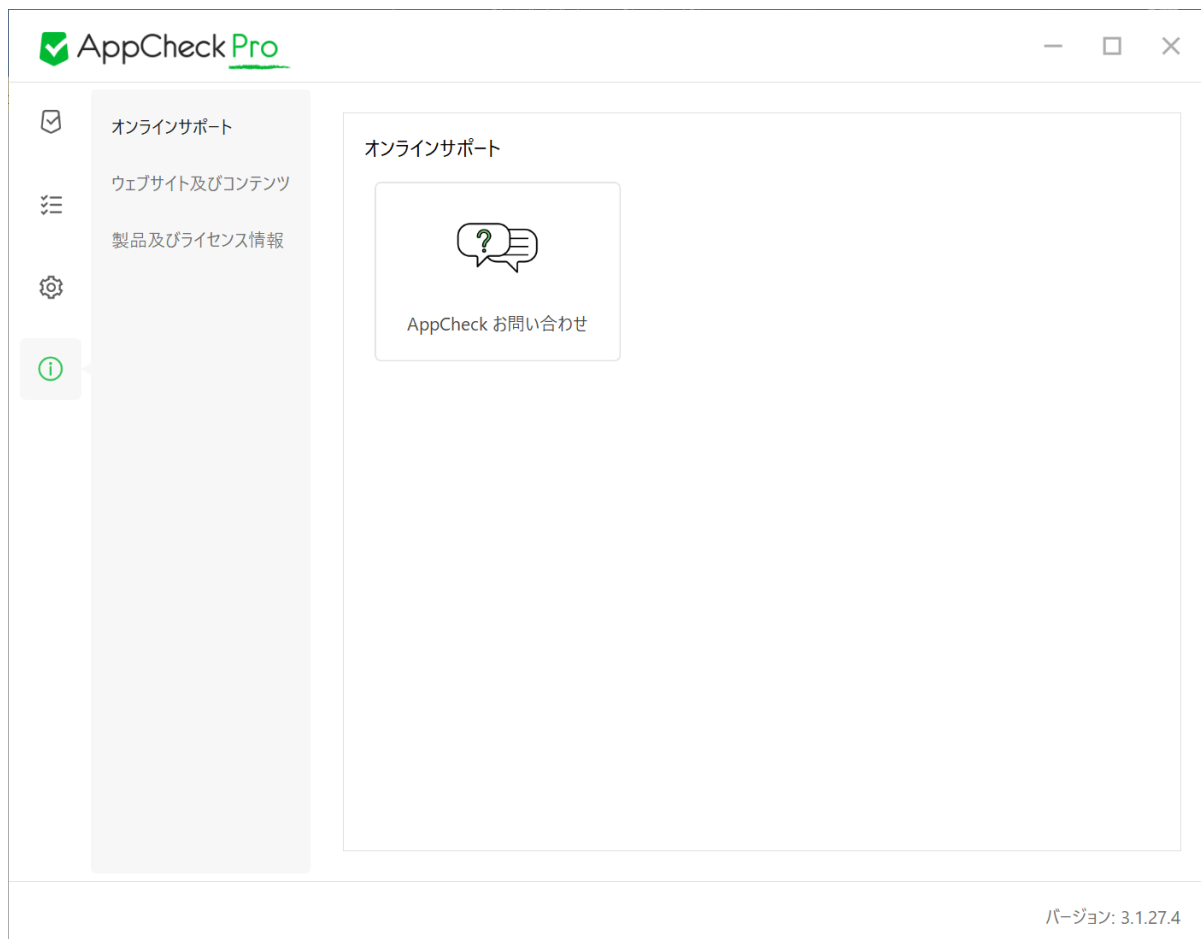 AppCheck Pro
オンラインサポート
ウェブサイト及びコンテンツ
製品及びライセンス情報
オンラインサポート
?
AppCheck お問い合わせ
バージョン: 3.1.27.4